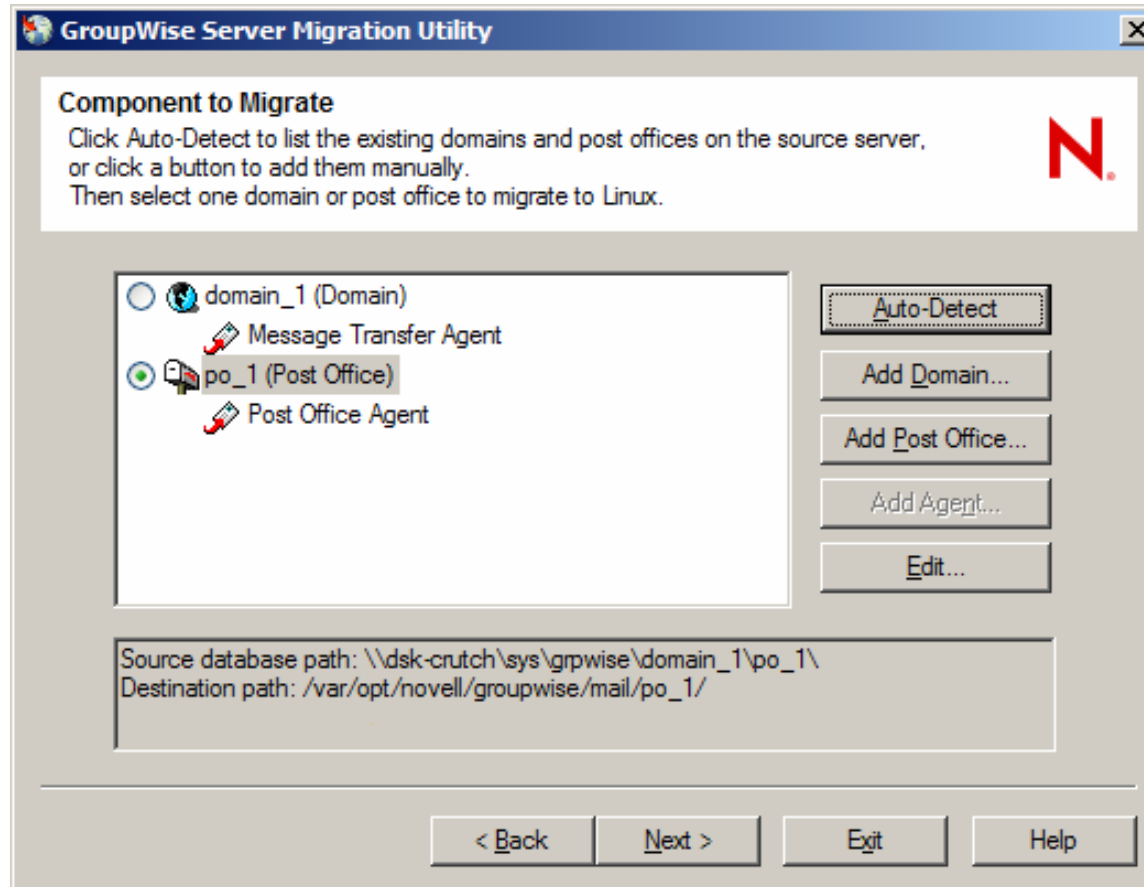 GroupWise Server Migration Utility
Component to Migrate
Click Auto-Detect to list the existing domains and post offices on the source server,
or click a button to add them manually.
Then select one domain or post office to migrate to Linux.
N
domain_1 (Domain)
Message Transfer Agent
po_1 (Post Office)
Post Office Agent
Auto-Detect
Add Domain...
Add Post Office...
Add Agent...
Edit...
Source database path: \\dsk-crutch\sys\grpwise\domain_1\po_1\
Destination path: /var/opt/novell/groupwise/mail/po_1/
< Back
Next >
Exit
Help